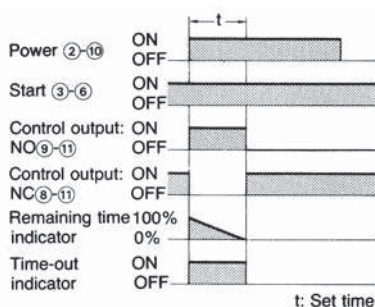 t
Power ②-⑩ ON
OFF
Start ③-⑥ ON
OFF
Control output: ON
NO⑨-⑪ OFF
Control output: ON
NC⑧-⑪ OFF
Remaining time 100%
indicator 0%
Time-out ON
indicator OFF
t: Set time